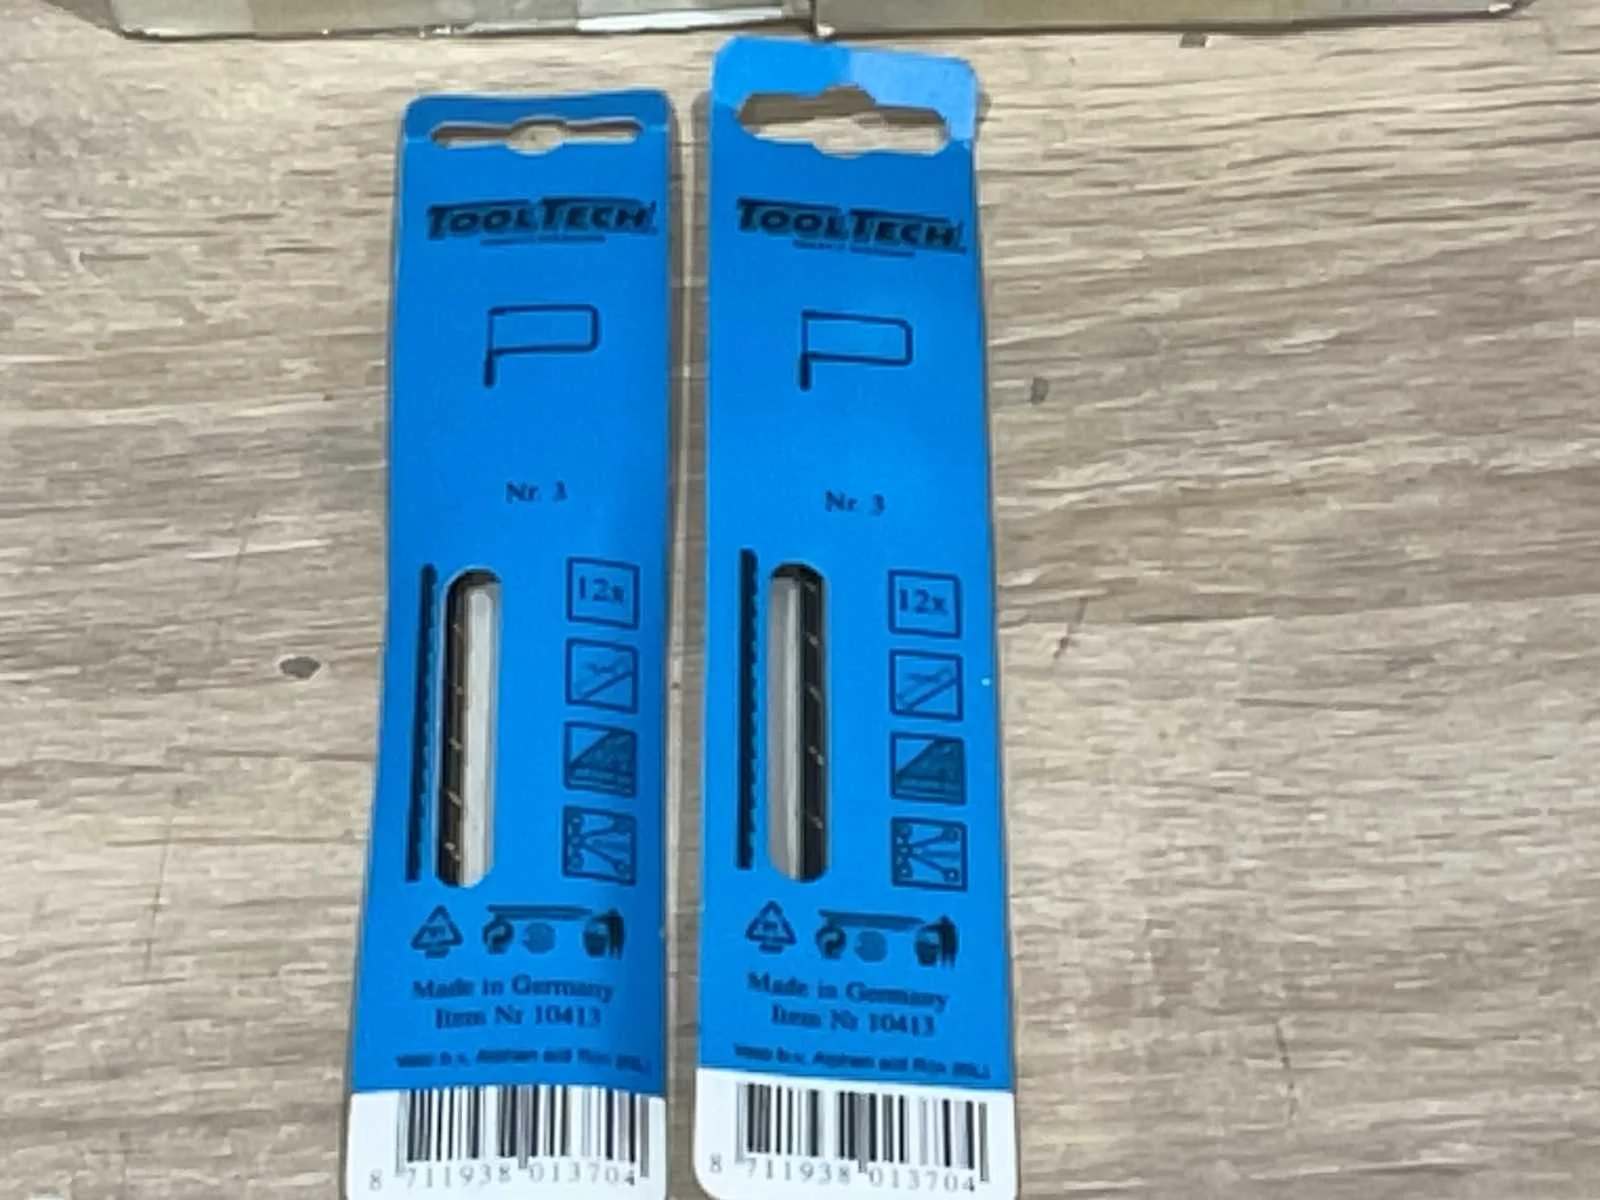 TOOLTECH
Nr. 3
12x
Made in Germany
Item Nr 10413
8 711938 013704
TOOLTECH
Nr. 3
12x
Made in Germany
Item Nr 10413
8 711938 013704